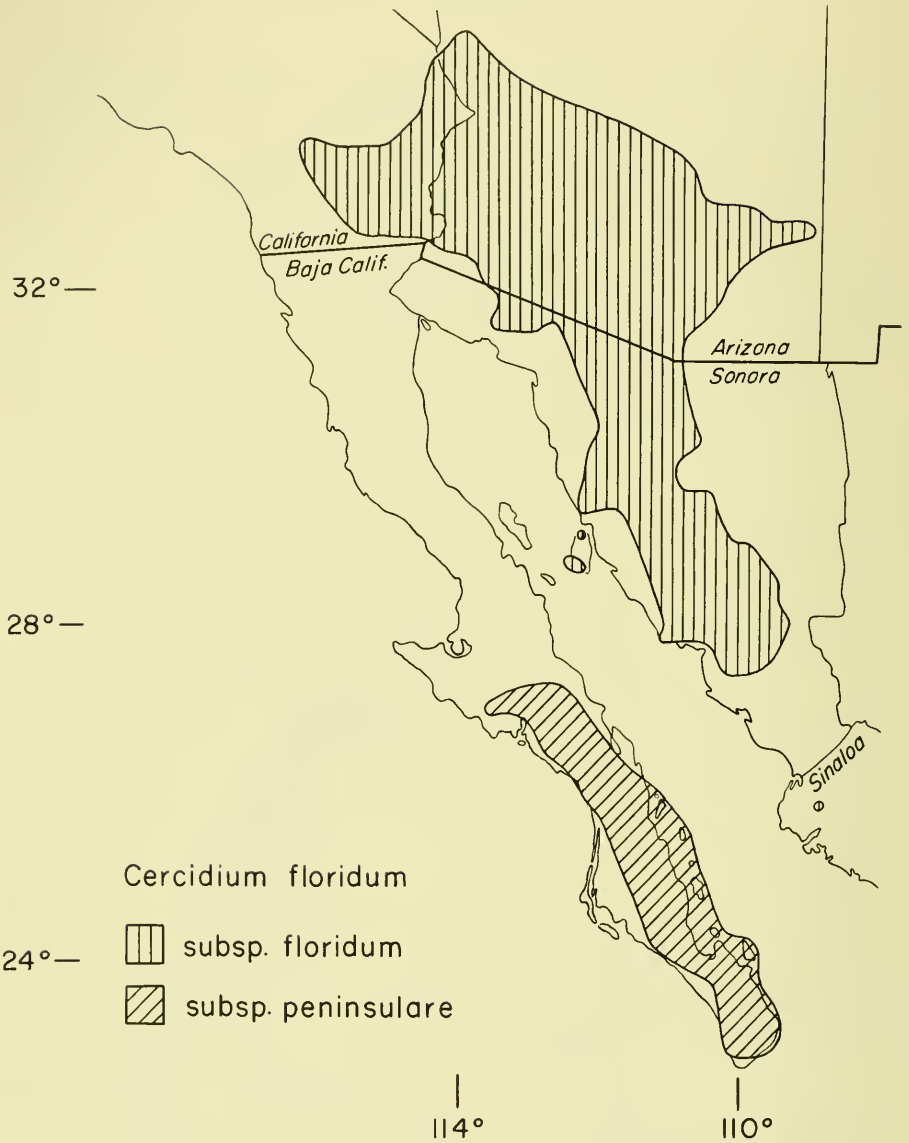 California
Baja Calif.
32°
Arizona
Sonora
28°
Sinaloa
Cercidium floridum
subsp. floridum
24°
subsp. peninsulare
114°
110°